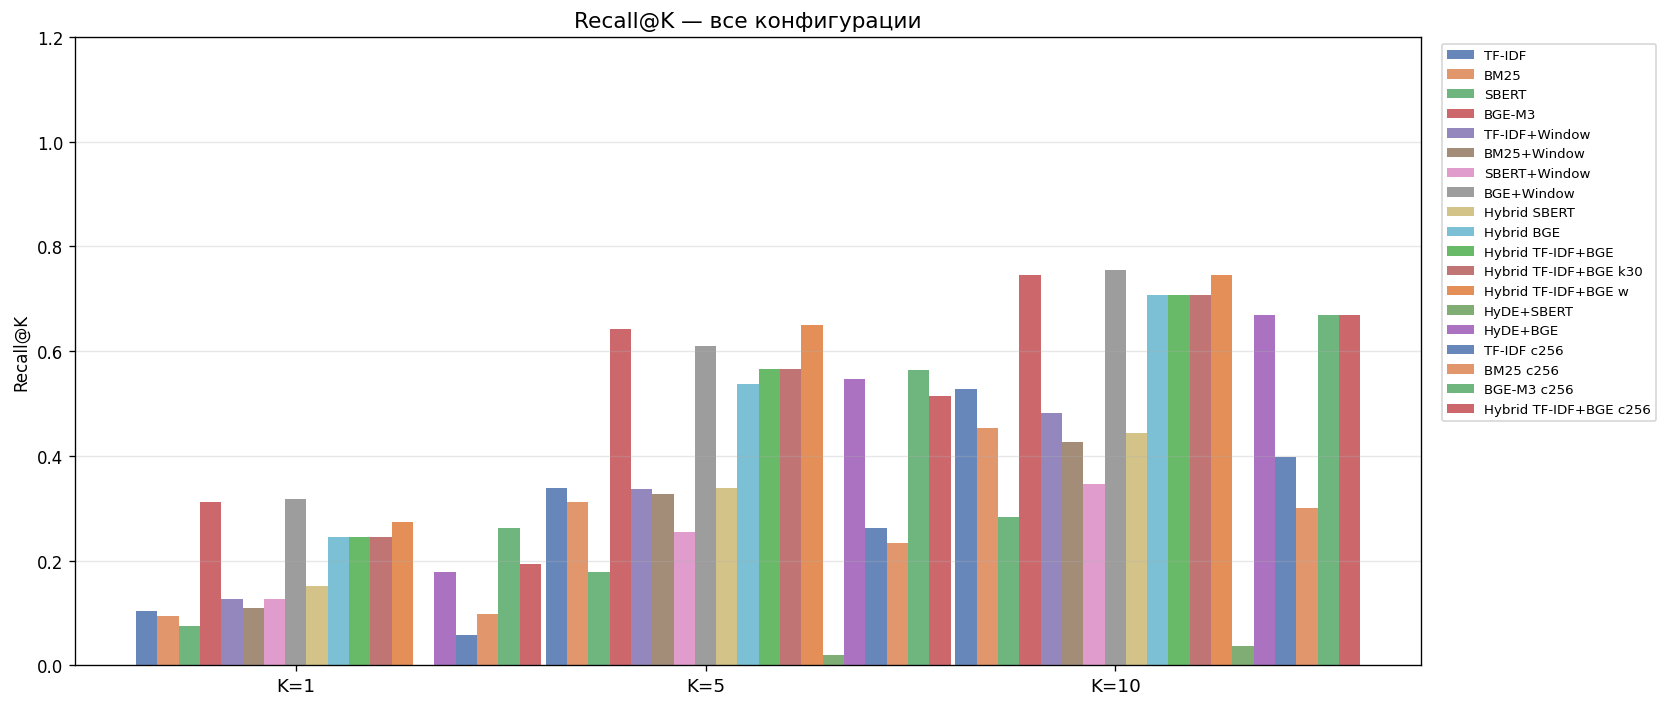 Recall@K — все конфигурации
Recall@K
1.2
1.0
0.8
0.6
0.4
0.2
0.0
K=1
K=5
K=10
TF-IDF
BM25
SBERT
BGE-M3
TF-IDF+Window
BM25+Window
SBERT+Window
BGE+Window
Hybrid SBERT
Hybrid BGE
Hybrid TF-IDF+BGE
Hybrid TF-IDF+BGE k30
Hybrid TF-IDF+BGE w
HyDE+SBERT
HyDE+BGE
TF-IDF c256
BM25 c256
BGE-M3 c256
Hybrid TF-IDF+BGE c256